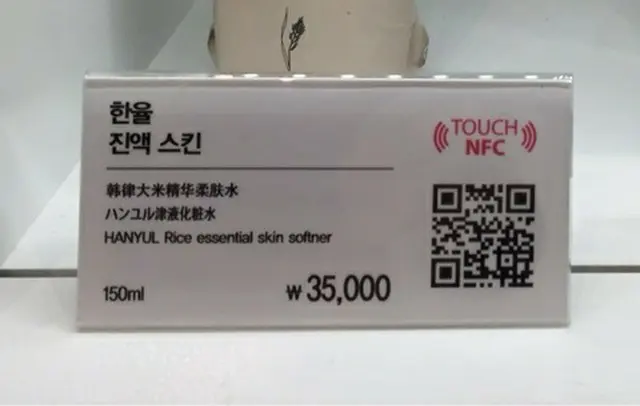 한율
진액 스킨
韩律大米精华柔肤水
ハンユル津液化粧水
HANYUL Rice essential skin softner
150ml
₩ 35,000
TOUCH
NFC